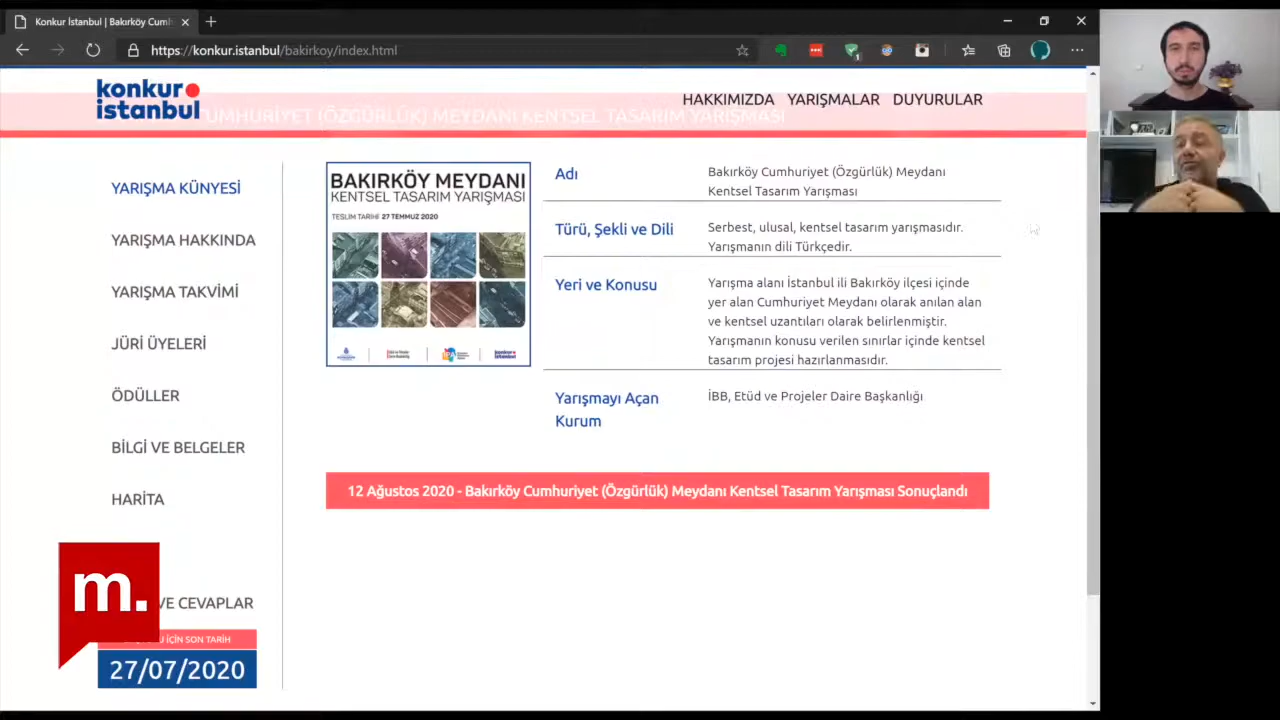 Konkur İstanbul | Bakırköy Cumh
https://konkur.istanbul/bakirkoy/index.html
konkur
istanbul
HAKKIMIZDA YARIŞMALAR DUYURULAR
UMHURİYET (ÖZGÜRLÜK) MEYDANI KENTSEL TASARIM YARIŞMASI
YARIŞMA KÜNYESİ
YARIŞMA HAKKINDA
YARIŞMA TAKVİMİ
JÜRİ ÜYELERİ
ÖDÜLLER
BİLGİ VE BELGELER
HARİTA
VE CEVAPLAR
İÇİN SON TARİH
27/07/2020
m.
BAKIRKÖY MEYDANI
KENTSEL TASARIM YARIŞMASI
TESLİM TARİHİ 27 TEMMUZ 2020
konkur
istanbul
Adı
Bakırköy Cumhuriyet (Özgürlük) Meydanı
Kentsel Tasarım Yarışması
Türü, Şekli ve Dili
Serbest, ulusal, kentsel tasarım yarışmasıdır.
Yarışmanın dili Türkçedir.
Yeri ve Konusu
Yarışma alanı İstanbul ili Bakırköy ilçesi içinde
yer alan Cumhuriyet Meydanı olarak anılan alan
ve kentsel uzantıları olarak belirlenmiştir.
Yarışmanın konusu verilen sınırlar içinde kentsel
tasarım projesi hazırlanmasıdır.
Yarışmayı Açan
Kurum
İBB, Etüd ve Projeler Daire Başkanlığı
12 Ağustos 2020 - Bakırköy Cumhuriyet (Özgürlük) Meydanı Kentsel Tasarım Yarışması Sonuçlandı